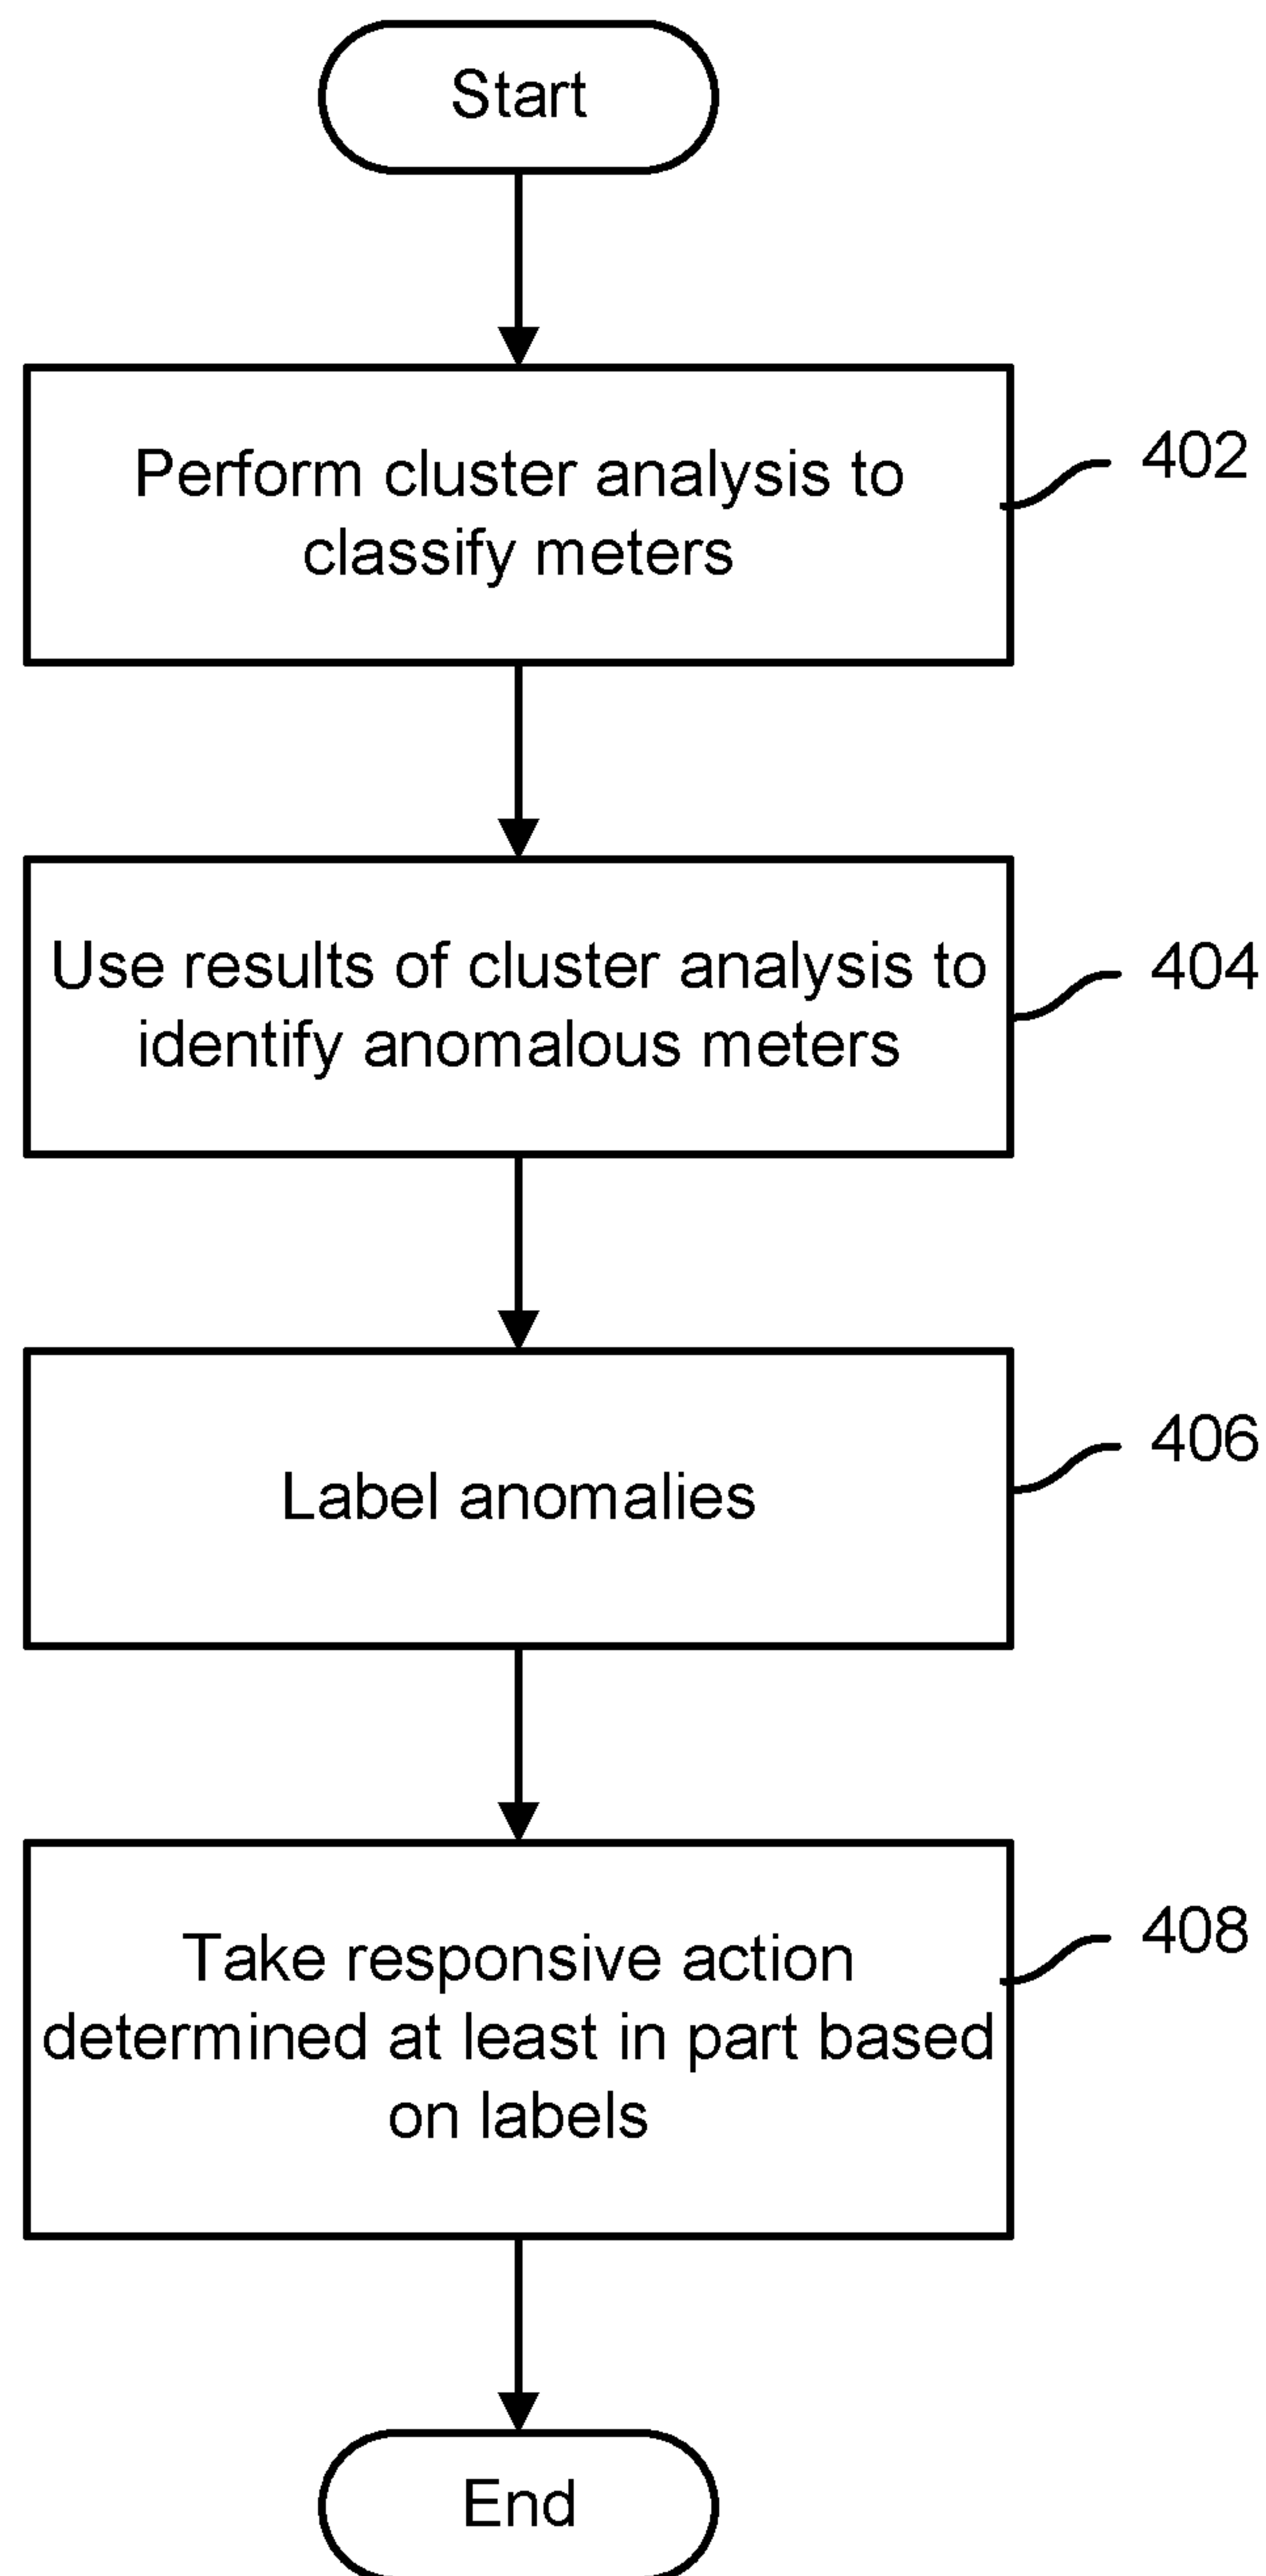 Start
Perform cluster analysis to
classify meters
402
Use results of cluster analysis to
identify anomalous meters
404
Label anomalies
406
Take responsive action
determined at least in part based
on labels
408
End